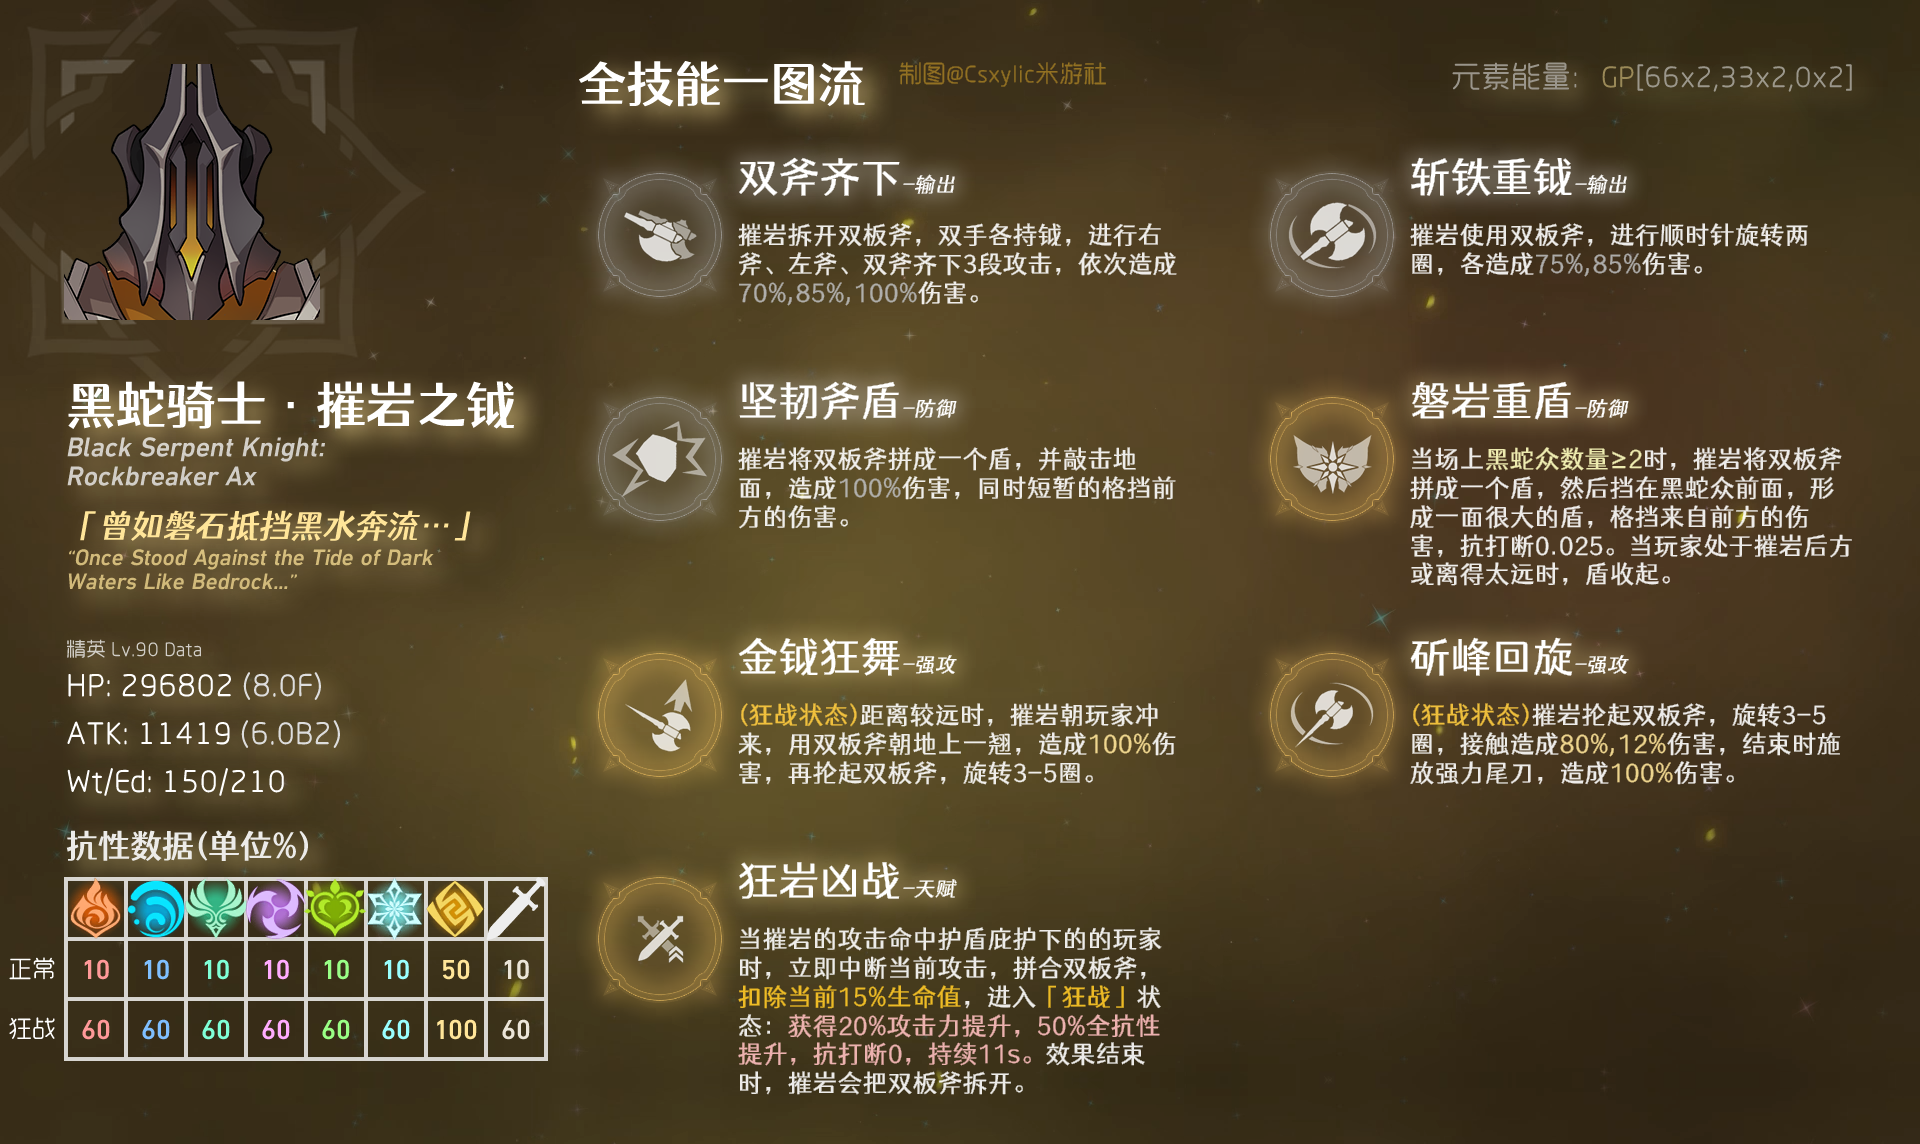 全技能一图流
制图@Csxylic米游社
元素能量: GP[66x2,33x2,0x2]
黑蛇骑士·摧岩之钺
Black Serpent Knight:
Rockbreaker Ax
「曾如磐石抵挡黑水奔流…」
"Once Stood Against the Tide of Dark
Waters Like Bedrock..."
精英 Lv.90 Data
HP: 296802 (8.0F)
ATK: 11419 (6.0B2)
Wt/Ed: 150/210
抗性数据(单位%)
正常 10 10 10 10 10 10 50 10
狂战 60 60 60 60 60 60 100 60
双斧齐下-输出
摧岩拆开双板斧，双手各持钺，进行右
斧、左斧、双斧齐下3段攻击，依次造成
70%,85%,100%伤害。
斩铁重钺-输出
摧岩使用双板斧，进行顺时针旋转两
圈，各造成75%,85%伤害。
坚韧斧盾-防御
摧岩将双板斧拼成一个盾，并敲击地
面，造成100%伤害，同时短暂的格挡前
方的伤害。
磐岩重盾-防御
当场上黑蛇众数量≥2时，摧岩将双板斧
拼成一个盾，然后挡在黑蛇众前面，形
成一面很大的盾，格挡来自前方的伤
害，抗打断0.025。当玩家处于摧岩后方
或离得太远时，盾收起。
金钺狂舞-强攻
(狂战状态)距离较远时，摧岩朝玩家冲
来，用双板斧朝地上一翘，造成100%伤
害，再抡起双板斧，旋转3-5圈。
斫峰回旋-强攻
(狂战状态)摧岩抡起双板斧，旋转3-5
圈，接触造成80%,12%伤害，结束时施
放强力尾刀，造成100%伤害。
狂岩凶战-天赋
当摧岩的攻击命中护盾庇护下的的玩家
时，立即中断当前攻击，拼合双板斧，
扣除当前15%生命值，进入「狂战」状
态：获得20%攻击力提升，50%全抗性
提升，抗打断0，持续11s。效果结束
时，摧岩会把双板斧拆开。